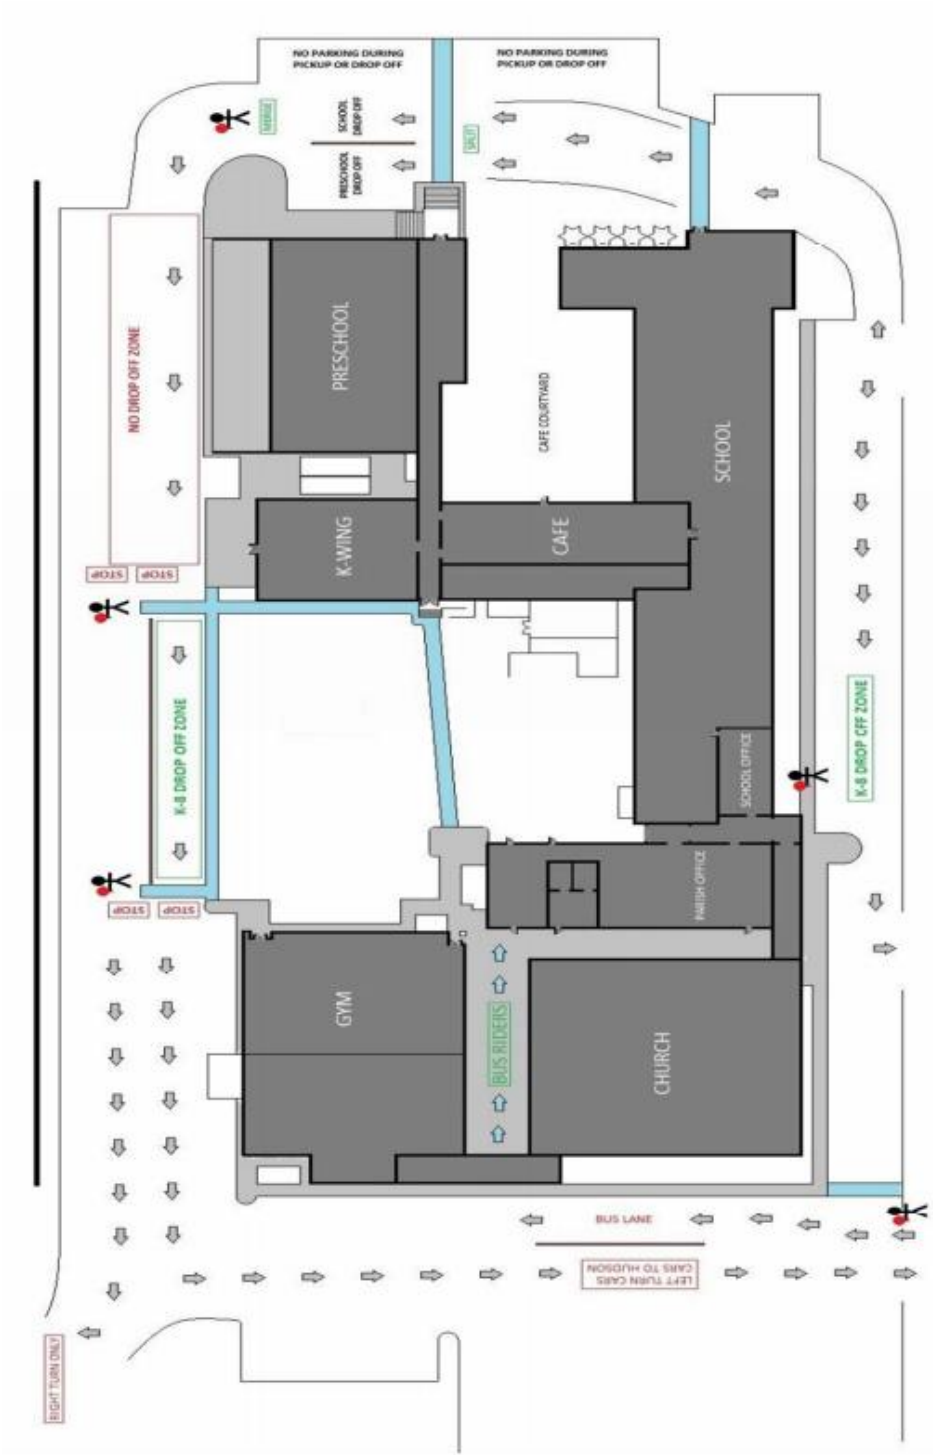 NO PARKING DURING
PICKUP OR DROP OFF
NO PARKING DURING
PICKUP OR DROP OFF
MERGE
SCHOOL
DROP OFF
SPLIT
PRESCHOOL
DROP OFF
NO DROP OFF ZONE
PRESCHOOL
CAFE COURTYARD
SCHOOL
K-WING
CAFE
STOP
STOP
K-8 DROP OFF ZONE
SCHOOL OFFICE
K-8 DROP CFF ZONE
PARISH OFFICE
STOP
STOP
GYM
BUS RIDERS
CHURCH
BUS LANE
LEFT TURN CARS
CARS TO HUDSON
RIGHT TURN ONLY